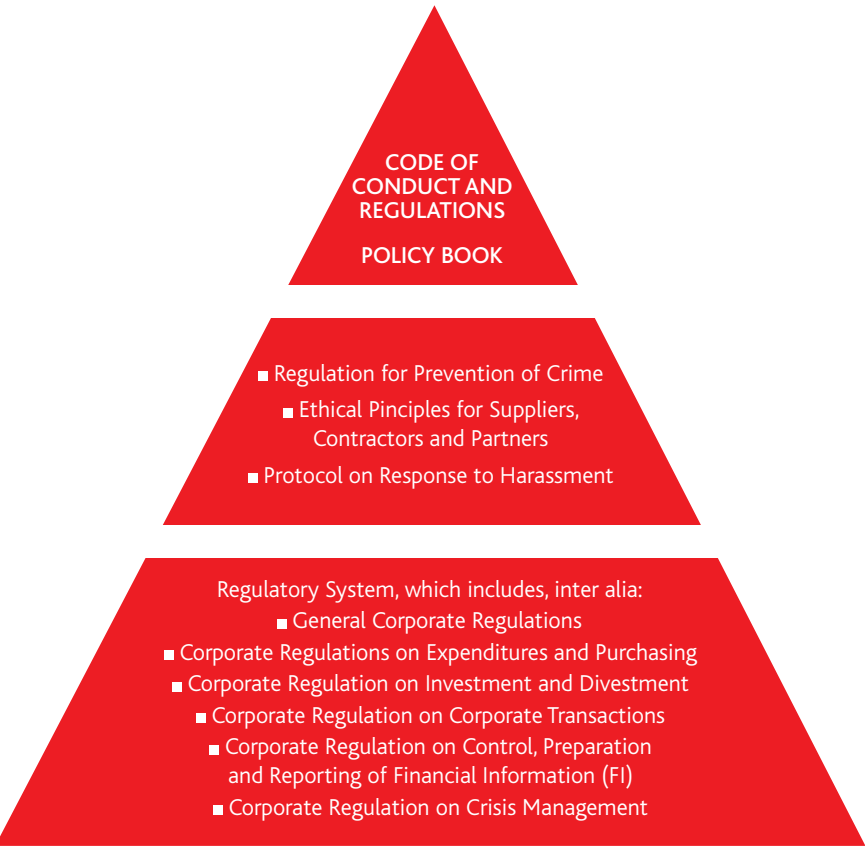 CODE OF
CONDUCT AND
REGULATIONS
POLICY BOOK
■ Regulation for Prevention of Crime
■ Ethical Pinciples for Suppliers,
Contractors and Partners
■ Protocol on Response to Harassment
Regulatory System, which includes, inter alia:
■ General Corporate Regulations
■ Corporate Regulations on Expenditures and Purchasing
■ Corporate Regulation on Investment and Divestment
■ Corporate Regulation on Corporate Transactions
■ Corporate Regulation on Control, Preparation
and Reporting of Financial Information (FI)
■ Corporate Regulation on Crisis Management